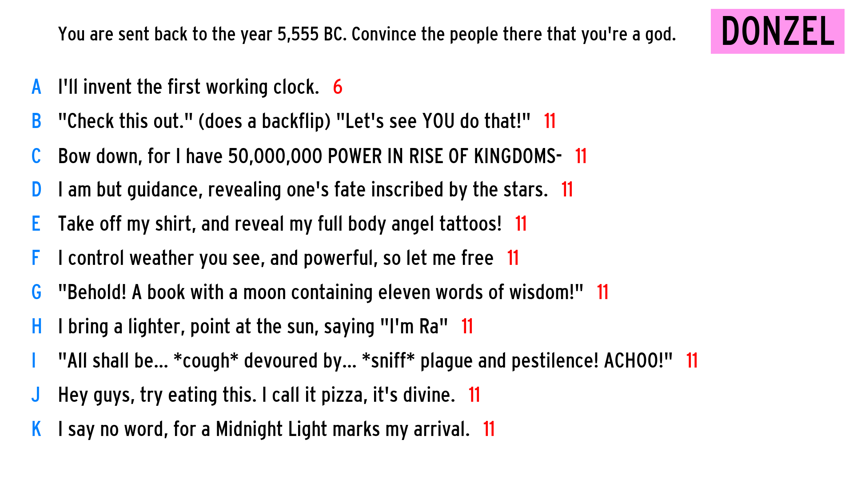 You are sent back to the year 5,555 BC. Convince the people there that you're a god.
DONZEL
A I'll invent the first working clock. 6
B "Check this out." (does a backflip) "Let's see YOU do that!" 11
C Bow down, for I have 50,000,000 POWER IN RISE OF KINGDOMS- 11
D I am but guidance, revealing one's fate inscribed by the stars. 11
E Take off my shirt, and reveal my full body angel tattoos! 11
F I control weather you see, and powerful, so let me free 11
G "Behold! A book with a moon containing eleven words of wisdom!" 11
H I bring a lighter, point at the sun, saying "I'm Ra" 11
I "All shall be... *cough* devoured by... *sniff* plague and pestilence! ACHOO!" 11
J Hey guys, try eating this. I call it pizza, it's divine. 11
K I say no word, for a Midnight Light marks my arrival. 11